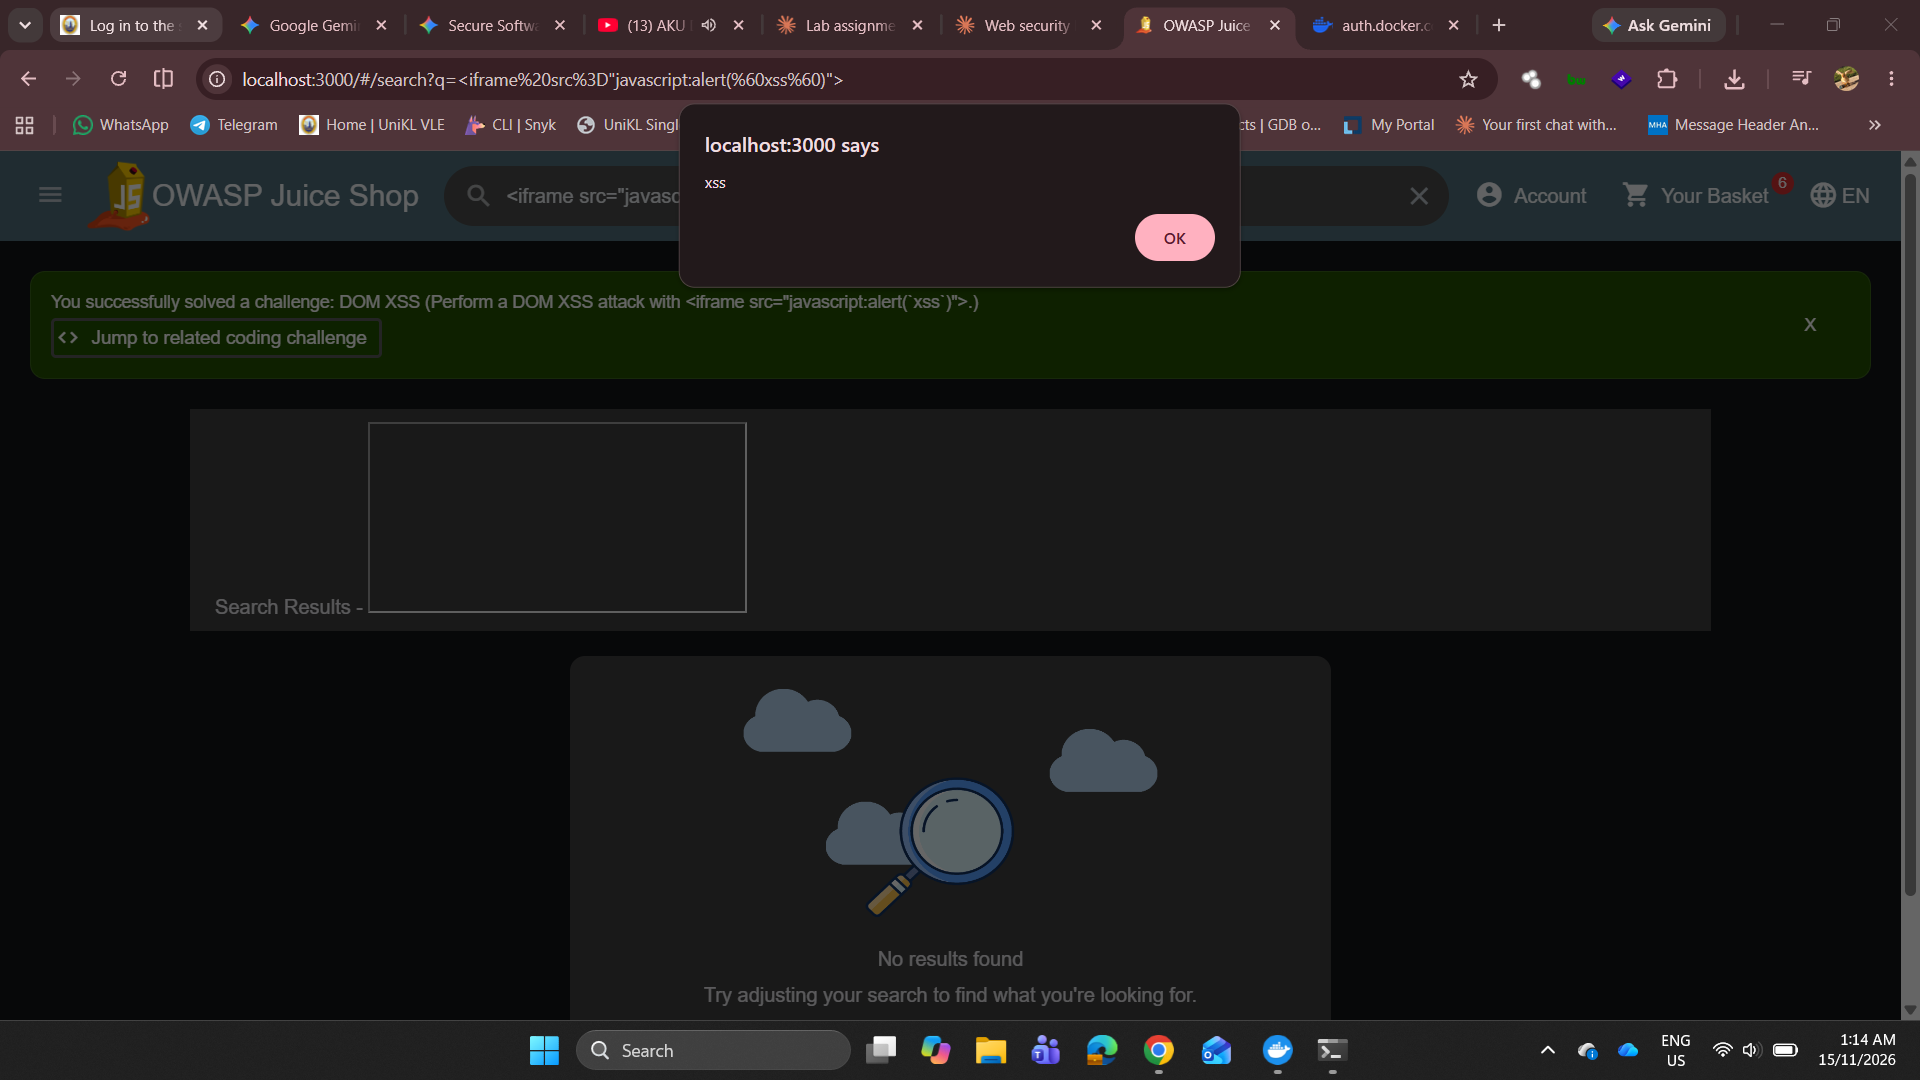 Log in to the s
Google Gemi
Secure Softw
(13) AKU
Lab assignme
Web security
OWASP Juice
auth.docker.c
Ask Gemini
localhost:3000/#/search?q=<iframe%20src%3D"javascript:alert(%60xss%60)">
bw
WhatsApp
Telegram
Home | UniKL VLE
CLI | Snyk
UniKL Singl
cts | GDB o...
My Portal
Your first chat with...
MHA
Message Header An...
localhost:3000 says
xss
OK
JS
OWASP Juice Shop
<iframe src="javasc
Account
Your Basket
6
EN
You successfully solved a challenge: DOM XSS (Perform a DOM XSS attack with <iframe src="javascript:alert(`xss`)">.)
<> Jump to related coding challenge
X
Search Results -
No results found
Try adjusting your search to find what you're looking for.
Search
ENG
US
1:14 AM
15/11/2026